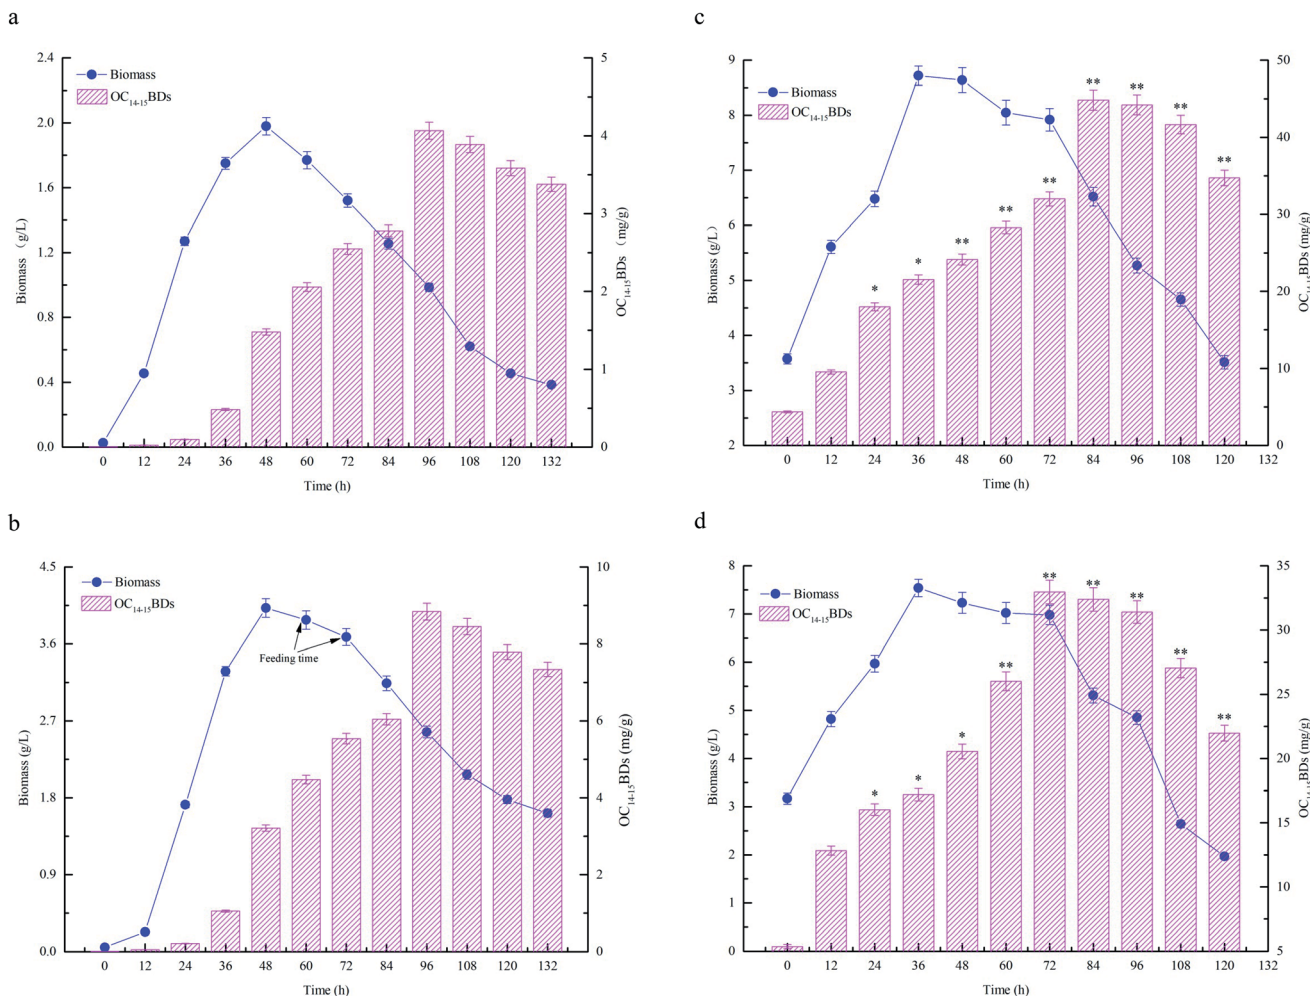 a
Biomass
OC14-15BDs
Biomass (g/L)
2.4
2.0
1.6
1.2
0.8
0.4
0.0
5
4
3
2
1
0
OC14-15BDs (mg/g)
0 12 24 36 48 60 72 84 96 108 120 132
Time (h)
c
Biomass
OC14-15BDs
Biomass (g/L)
9
8
7
6
5
4
3
2
50
40
30
20
10
0
OC14-15BDs (mg/g)
* * ** ** ** ** ** ** **
0 12 24 36 48 60 72 84 96 108 120 132
Time (h)
b
Biomass
OC14-15BDs
Feeding time
Biomass (g/L)
4.5
3.6
2.7
1.8
0.9
0.0
10
8
6
4
2
0
OC14-15BDs (mg/g)
0 12 24 36 48 60 72 84 96 108 120 132
Time (h)
d
Biomass
OC14-15BDs
Biomass (g/L)
8
7
6
5
4
3
2
1
0
35
30
25
20
15
10
5
OC14-15BDs (mg/g)
* * * ** ** ** ** ** **
0 12 24 36 48 60 72 84 96 108 120 132
Time (h)